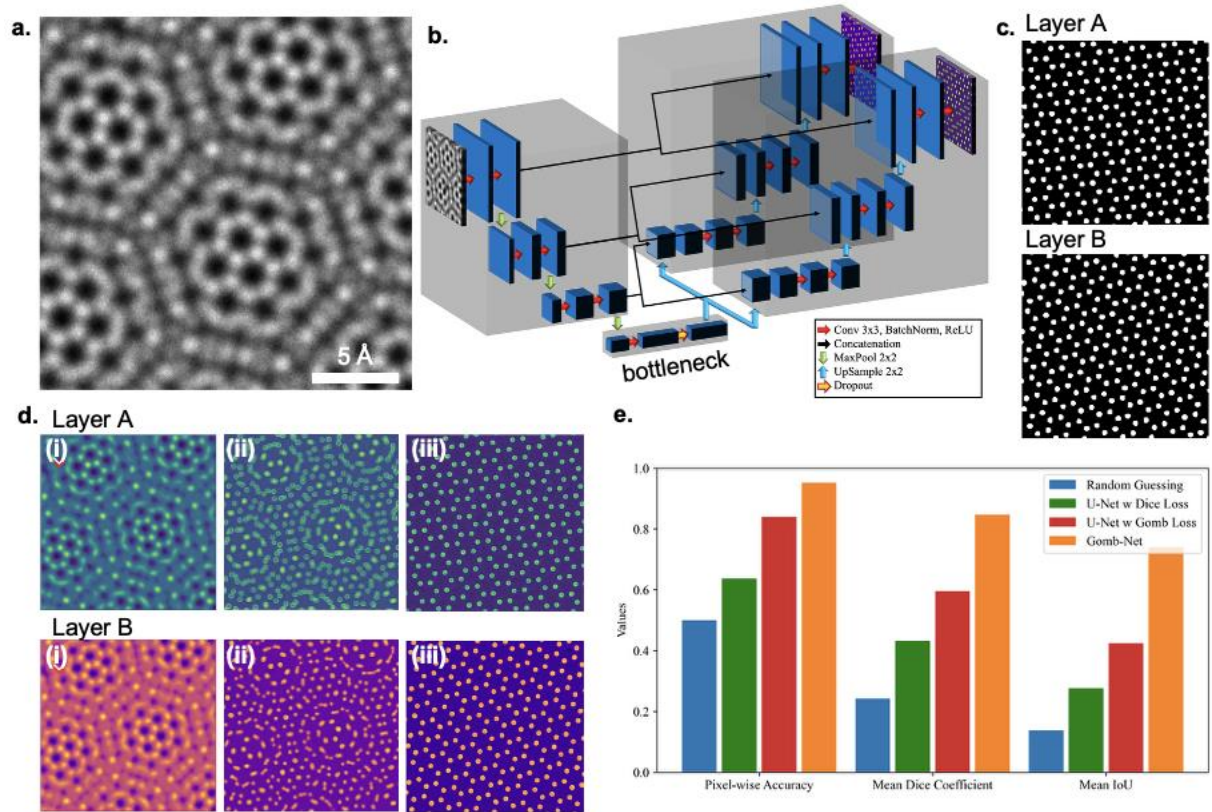 a.
5 Å
b.
bottleneck
Conv 3x3, BatchNorm, ReLU
Concatenation
MaxPool 2x2
UpSample 2x2
Dropout
c.
Layer A
Layer B
d.
Layer A
(i)
(ii)
(iii)
Layer B
(i)
(ii)
(iii)
e.
1.0
0.8
0.6
0.4
0.2
0.0
Values
Random Guessing
U-Net w Dice Loss
U-Net w Gomb Loss
Gomb-Net
Pixel-wise Accuracy
Mean Dice Coefficient
Mean IoU